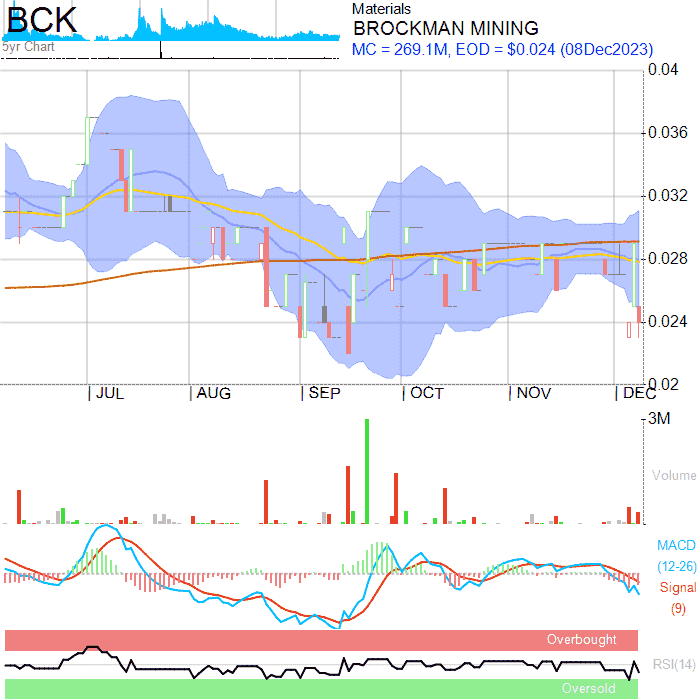 BCK
Materials
BROCKMAN MINING
5yr Chart
MC = 269.1M, EOD = $0.024 (08Dec2023)
0.04
0.036
0.032
0.028
0.024
0.02
JUL AUG SEP OCT NOV DEC
3M
Volume
MACD
(12-26)
Signal
(9)
Overbought
RSI(14)
Oversold